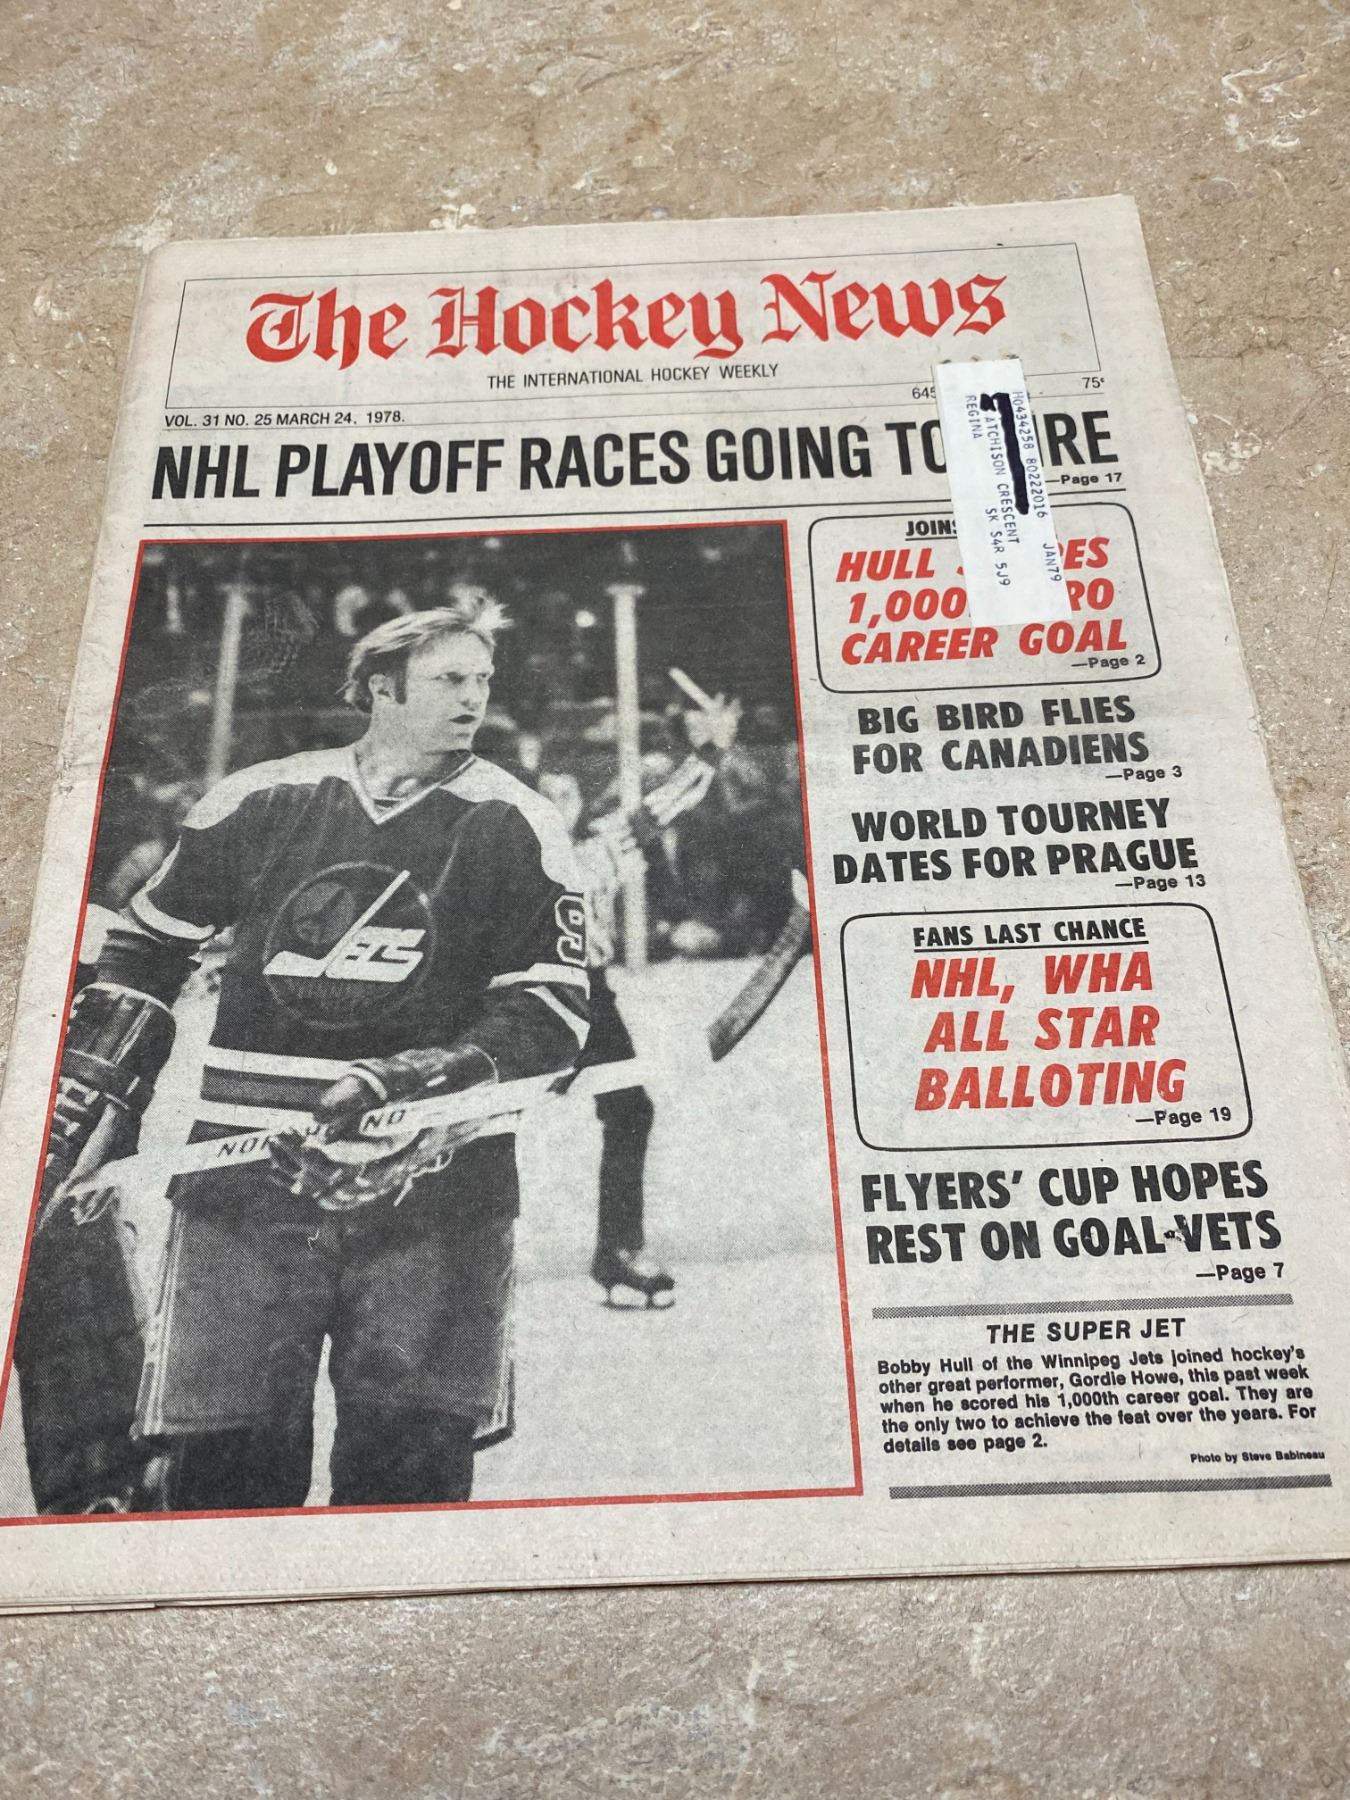 The Hockey News
THE INTERNATIONAL HOCKEY WEEKLY
645
75¢
VOL. 31 NO. 25 MARCH 24, 1978.
NHL PLAYOFF RACES GOING TO
RE
—Page 17
H0434258 80222016 JAN79
ATCHISON CRESCENT
REGINA SK S4R 5J9
JOINS
HULL
1,000
CAREER GOAL
—Page 2
BIG BIRD FLIES
FOR CANADIENS
—Page 3
WORLD TOURNEY
DATES FOR PRAGUE
—Page 13
FANS LAST CHANCE
NHL, WHA
ALL STAR
BALLOTING
—Page 19
FLYERS' CUP HOPES
REST ON GOAL-VETS
—Page 7
THE SUPER JET
Bobby Hull of the Winnipeg Jets joined hockey's
other great performer, Gordie Howe, this past week
when he scored his 1,000th career goal. They are
the only two to achieve the feat over the years. For
details see page 2.
Photo by Steve Babineau
JETS
9